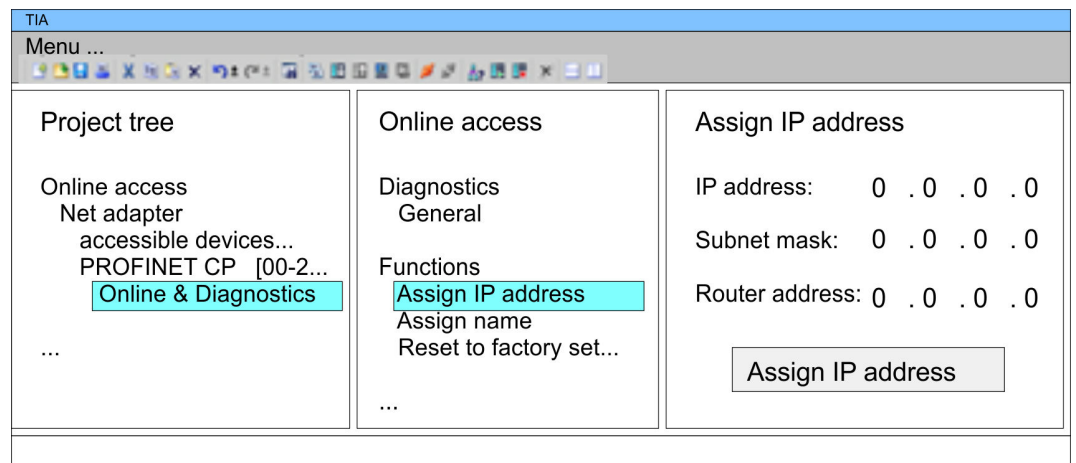 TIA
Menu ...
Project tree
Online access
Net adapter
accessible devices...
PROFINET CP [00-2...
Online & Diagnostics
...
Online access
Diagnostics
General
Functions
Assign IP address
Assign name
Reset to factory set...
...
Assign IP address
IP address: 0 . 0 . 0 . 0
Subnet mask: 0 . 0 . 0 . 0
Router address: 0 . 0 . 0 . 0
Assign IP address